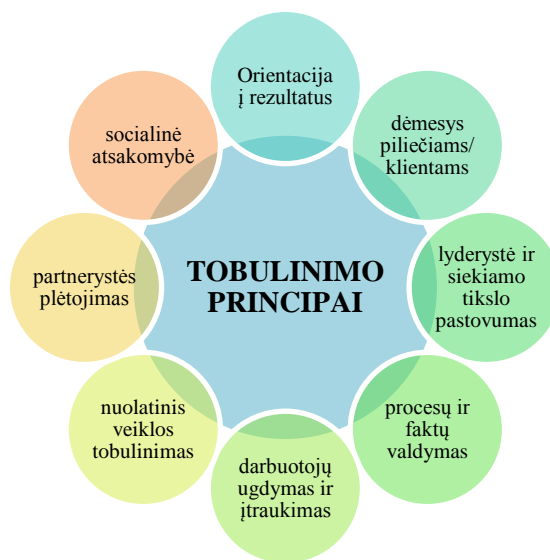 Orientacija
į rezultatus
dėmesys
piliečiams/
klientams
lyderystė ir
siekiamo
tikslo
pastovumas
procesų ir
faktų
valdymas
darbuotojų
ugdymas ir
įtraukimas
nuolatinis
veiklos
tobulinimas
partnerystės
plėtojimas
socialinė
atsakomybė
TOBULINIMO
PRINCIPAI